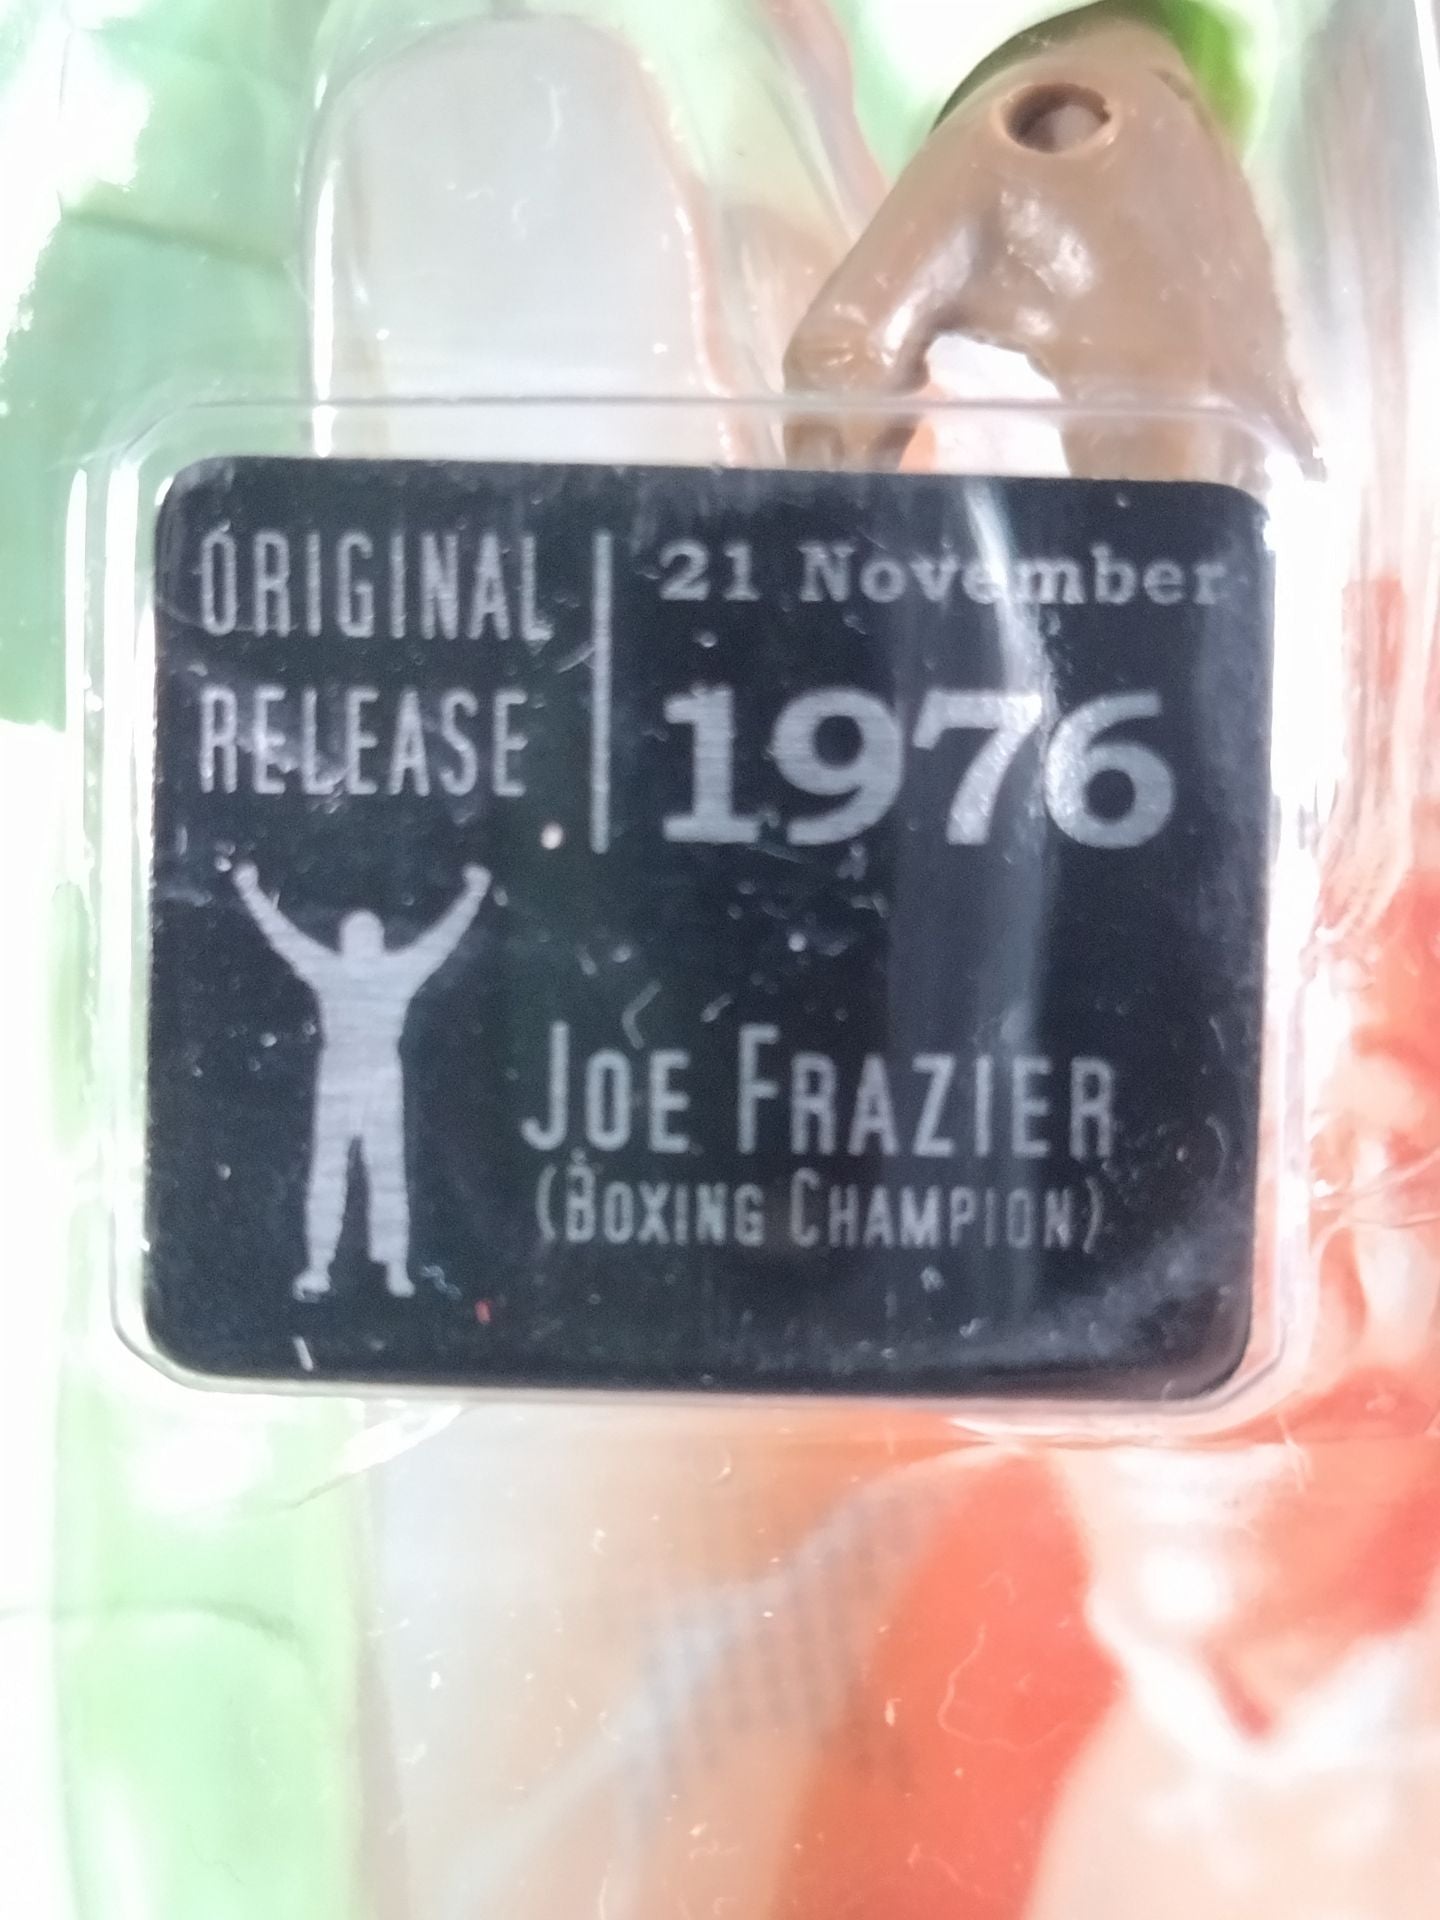 ORIGINAL
RELEASE
21 November
1976
JOE FRAZIER
(BOXING CHAMPION)